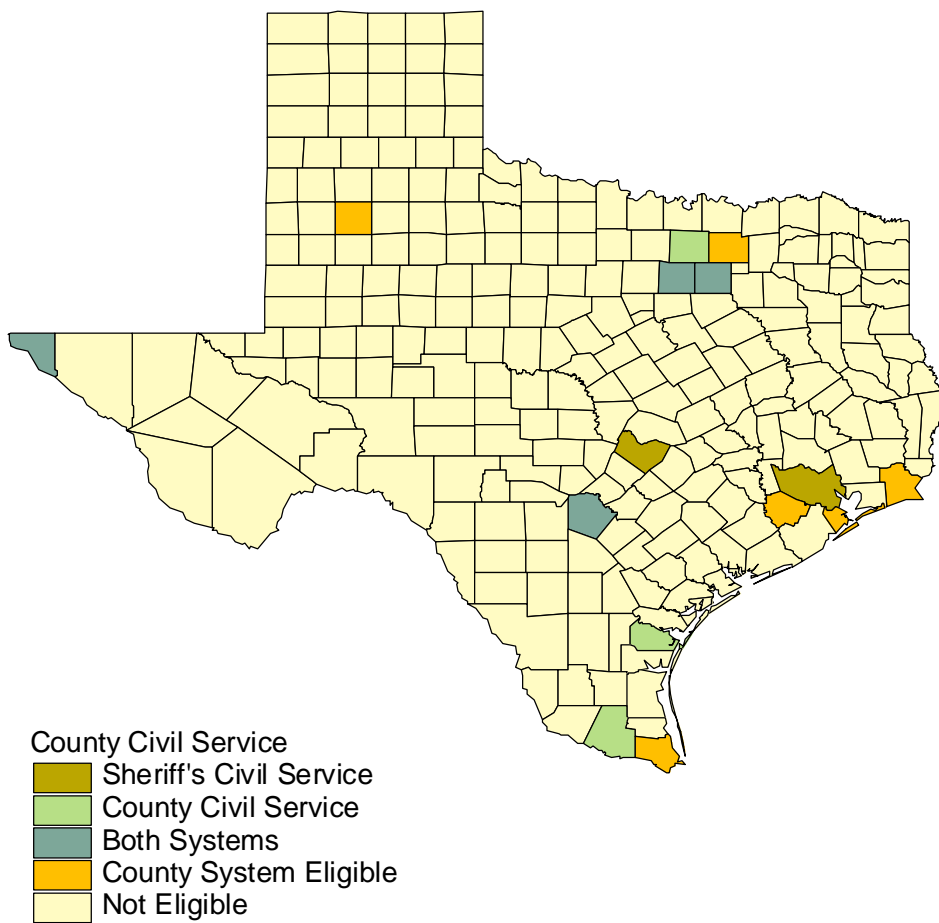 County Civil Service
Sheriff's Civil Service
County Civil Service
Both Systems
County System Eligible
Not Eligible